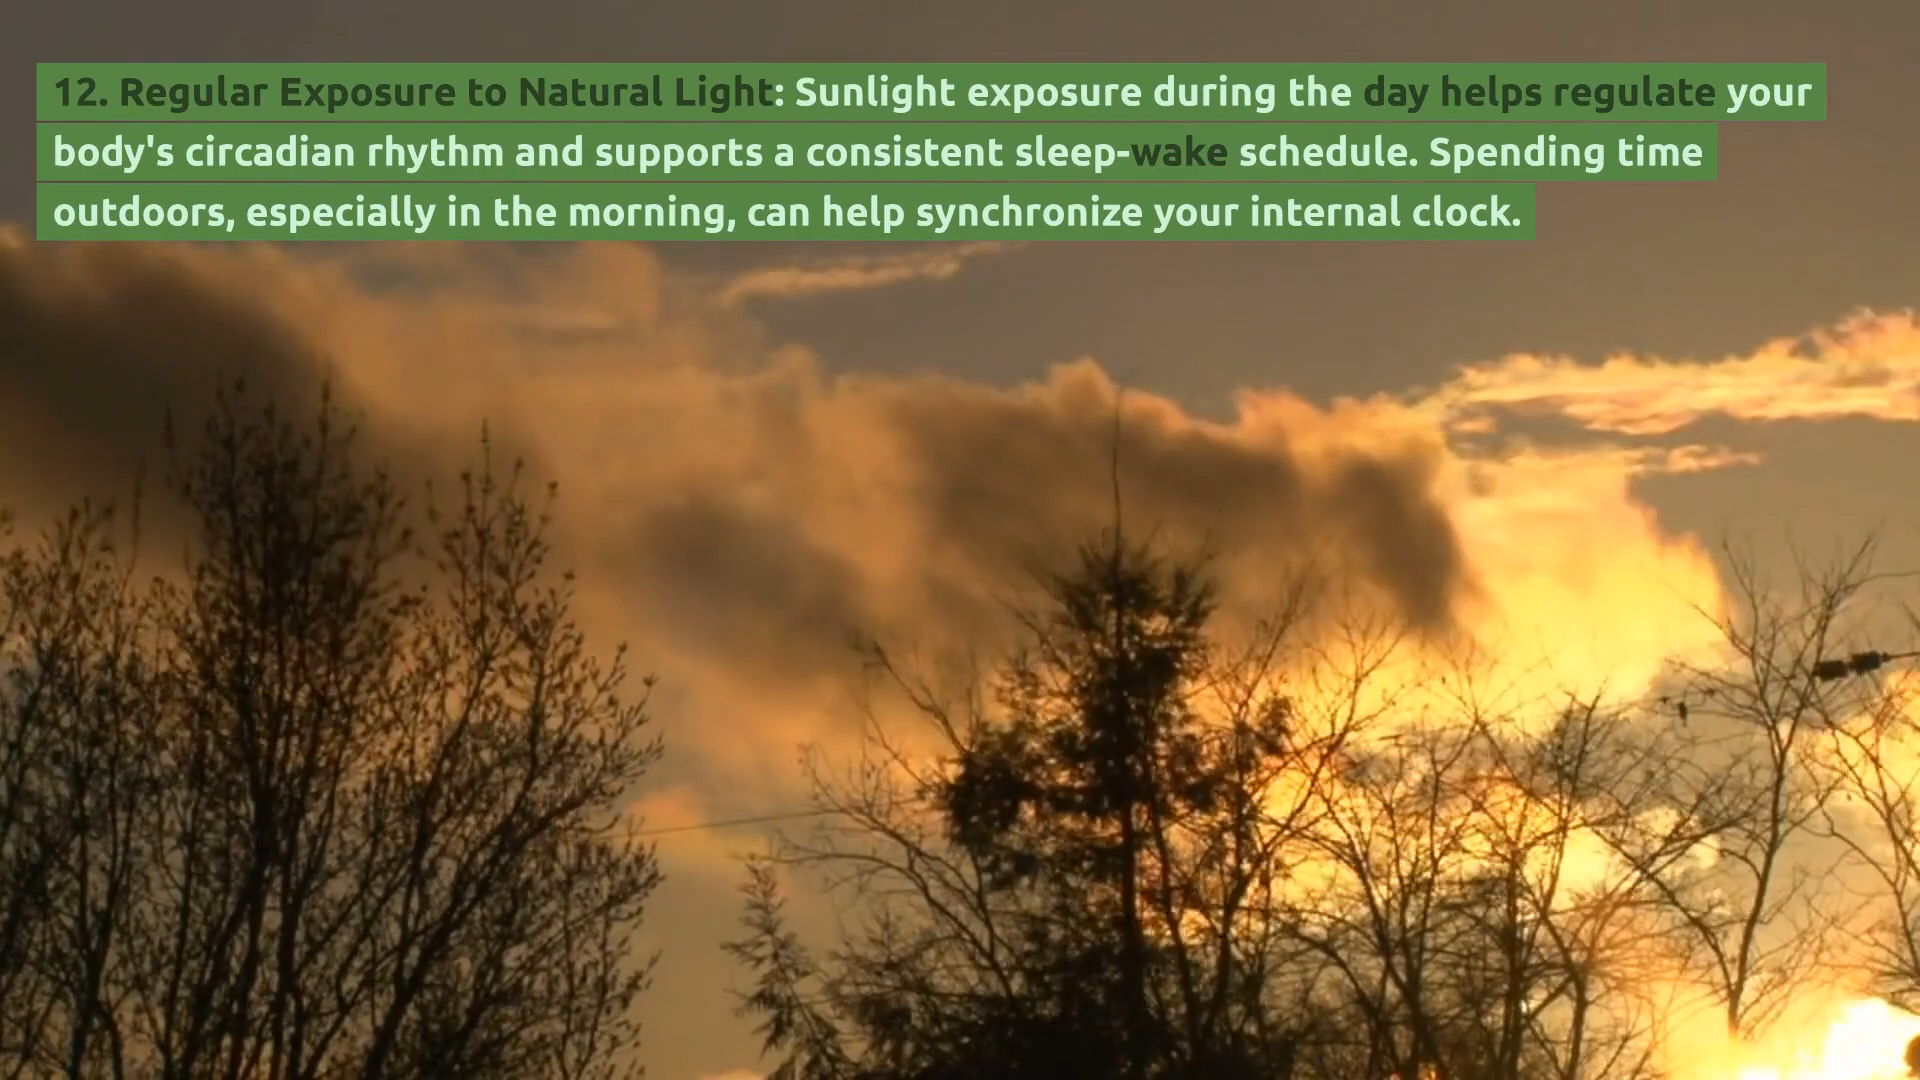 12. Regular Exposure to Natural Light: Sunlight exposure during the day helps regulate your
body's circadian rhythm and supports a consistent sleep-wake schedule. Spending time
outdoors, especially in the morning, can help synchronize your internal clock.